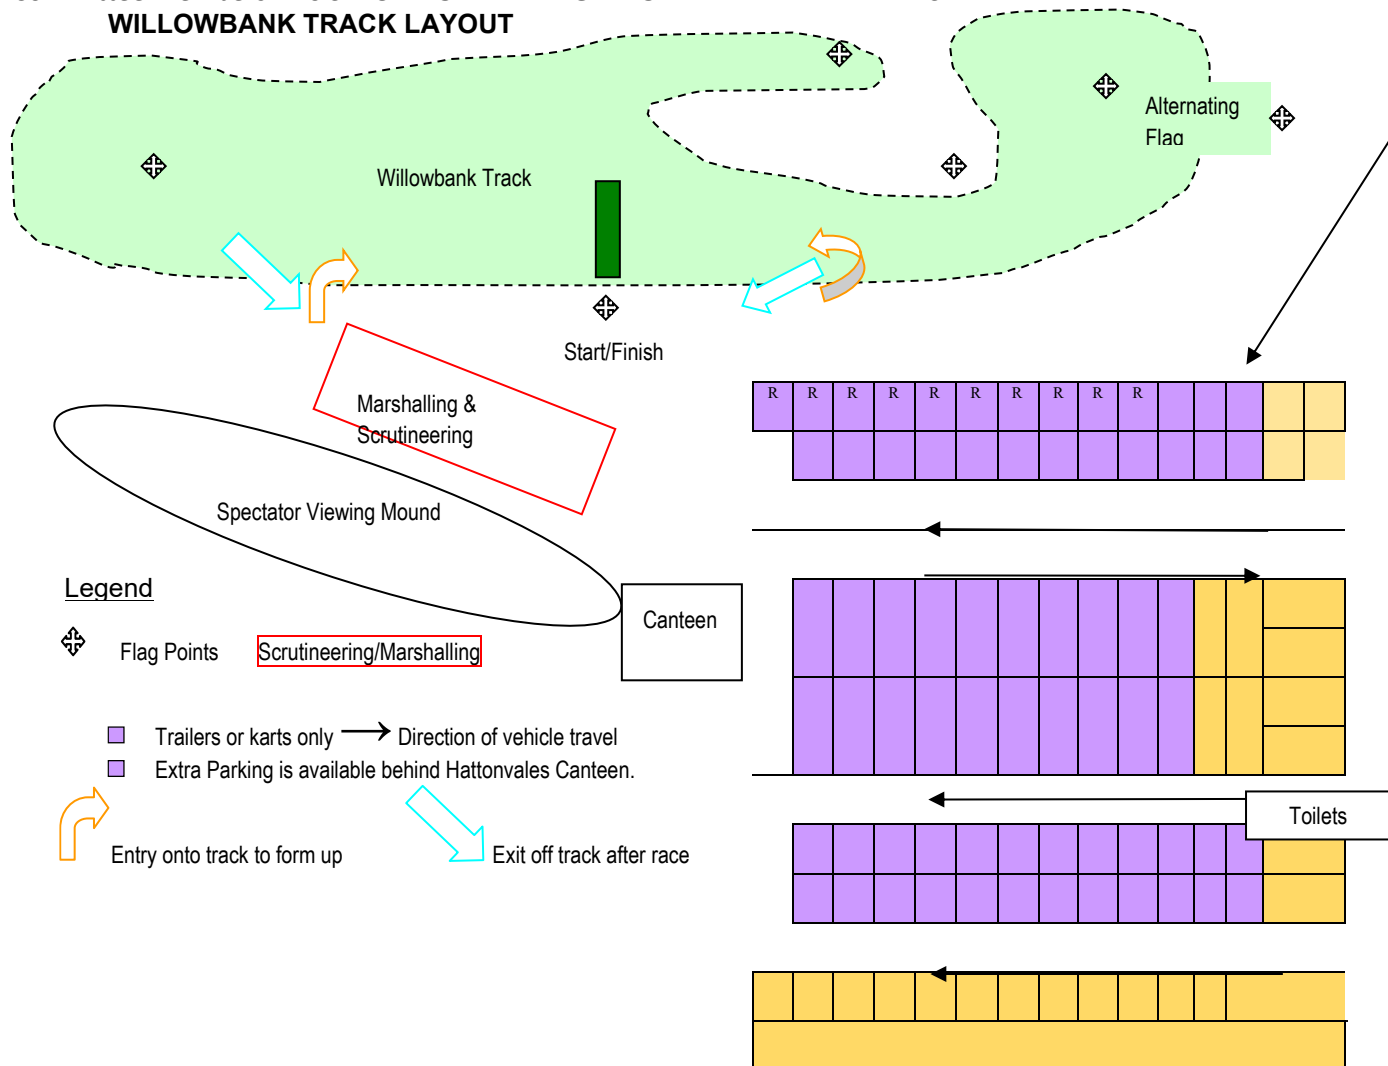 WILLOWBANK TRACK LAYOUT
Alternating
Flag
Willowbank Track
Start/Finish
Marshalling &
Scrutineering
R R R R R R R R R R
Spectator Viewing Mound
Legend
Canteen
Flag Points
Scrutineering/Marshalling
Trailers or karts only
Direction of vehicle travel
Extra Parking is available behind Hattonvales Canteen.
Toilets
Entry onto track to form up
Exit off track after race